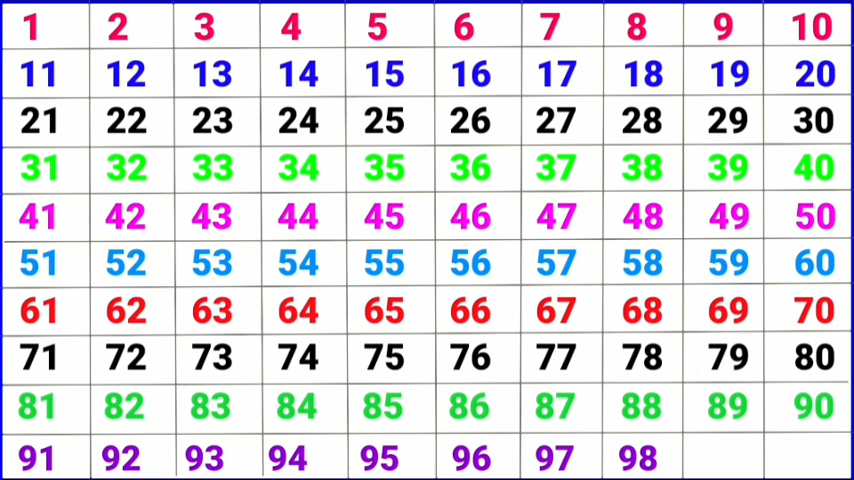 1 2 3 4 5 6 7 8 9 10
11 12 13 14 15 16 17 18 19 20
21 22 23 24 25 26 27 28 29 30
31 32 33 34 35 36 37 38 39 40
41 42 43 44 45 46 47 48 49 50
51 52 53 54 55 56 57 58 59 60
61 62 63 64 65 66 67 68 69 70
71 72 73 74 75 76 77 78 79 80
81 82 83 84 85 86 87 88 89 90
91 92 93 94 95 96 97 98